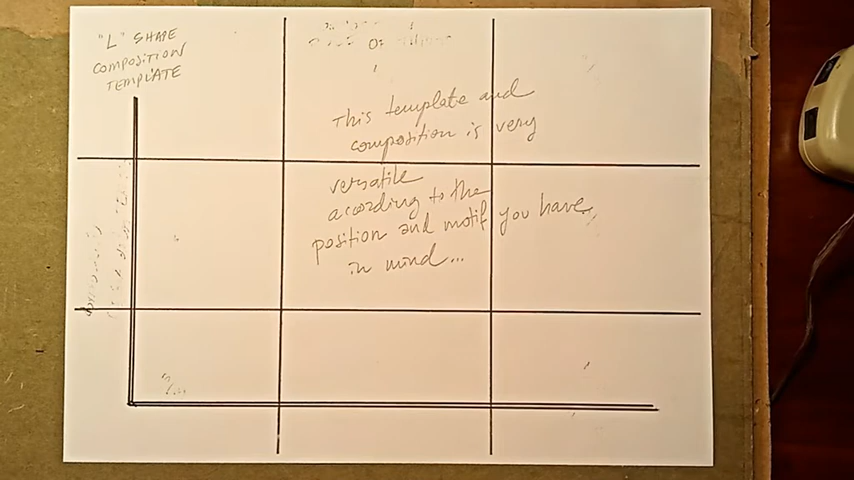 "L" SHAPE
COMPOSITION
TEMPLATE
This template and
composition is very
versatile
according to the
position and motif you have
in mind...